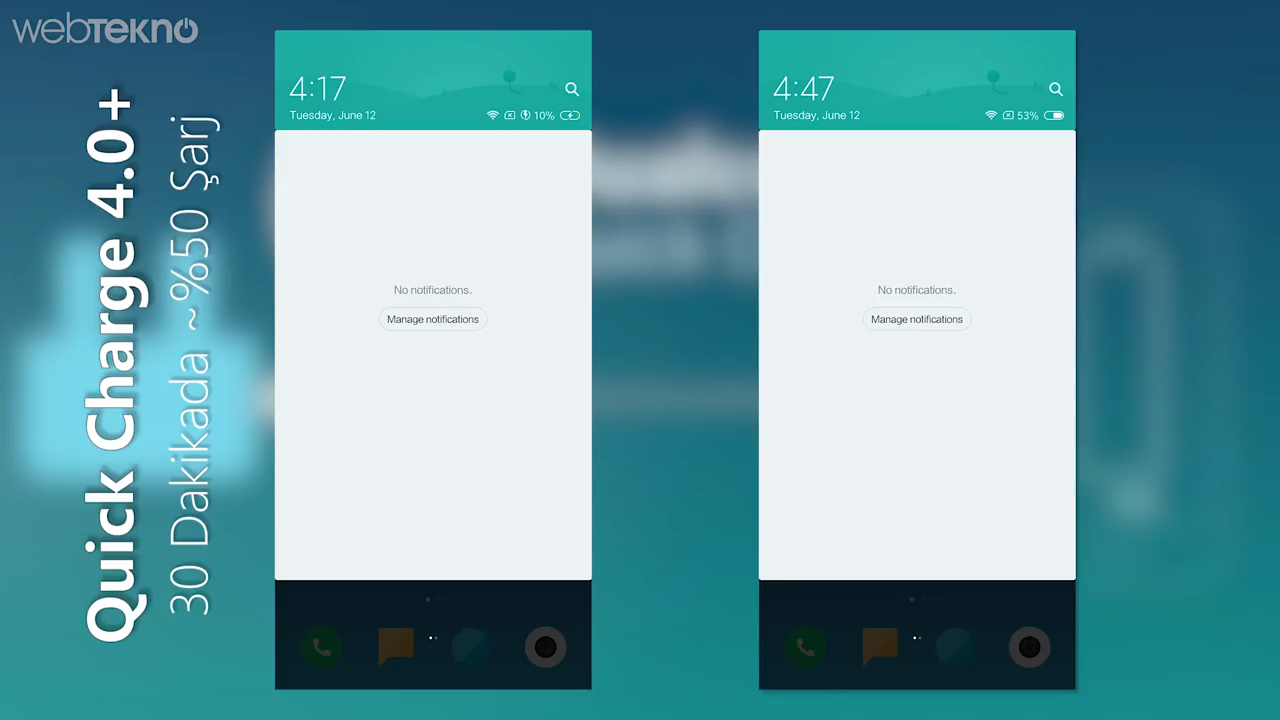 webTEKNO
Quick Charge 4.0+
30 Dakikada ~%50 Şarj
4:17
Tuesday, June 12
10%
No notifications.
Manage notifications
4:47
Tuesday, June 12
53%
No notifications.
Manage notifications